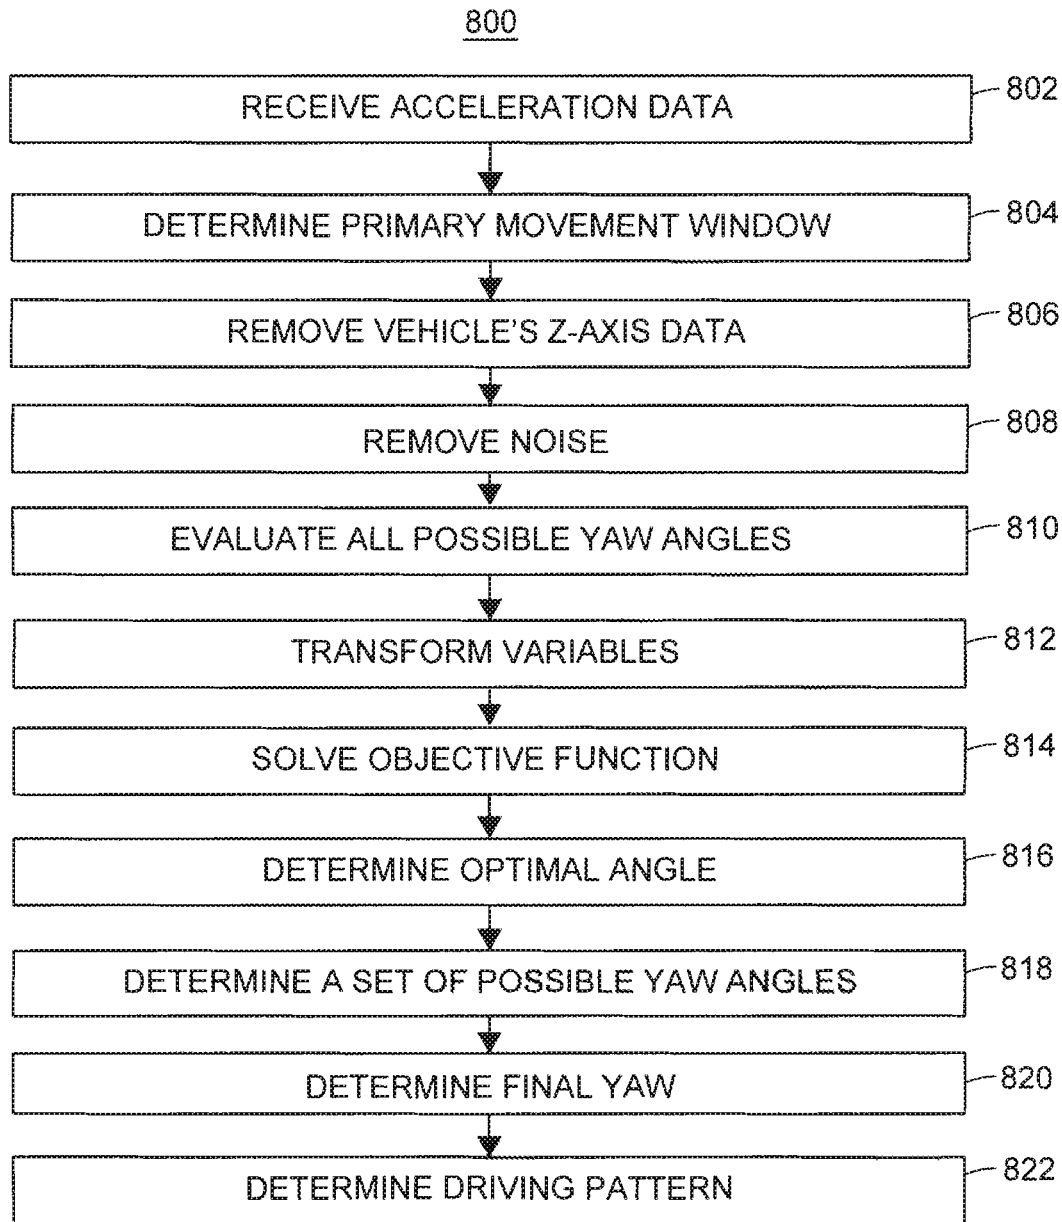 800
RECEIVE ACCELERATION DATA
802
DETERMINE PRIMARY MOVEMENT WINDOW
804
REMOVE VEHICLE'S Z-AXIS DATA
806
REMOVE NOISE
808
EVALUATE ALL POSSIBLE YAW ANGLES
810
TRANSFORM VARIABLES
812
SOLVE OBJECTIVE FUNCTION
814
DETERMINE OPTIMAL ANGLE
816
DETERMINE A SET OF POSSIBLE YAW ANGLES
818
DETERMINE FINAL YAW
820
DETERMINE DRIVING PATTERN
822